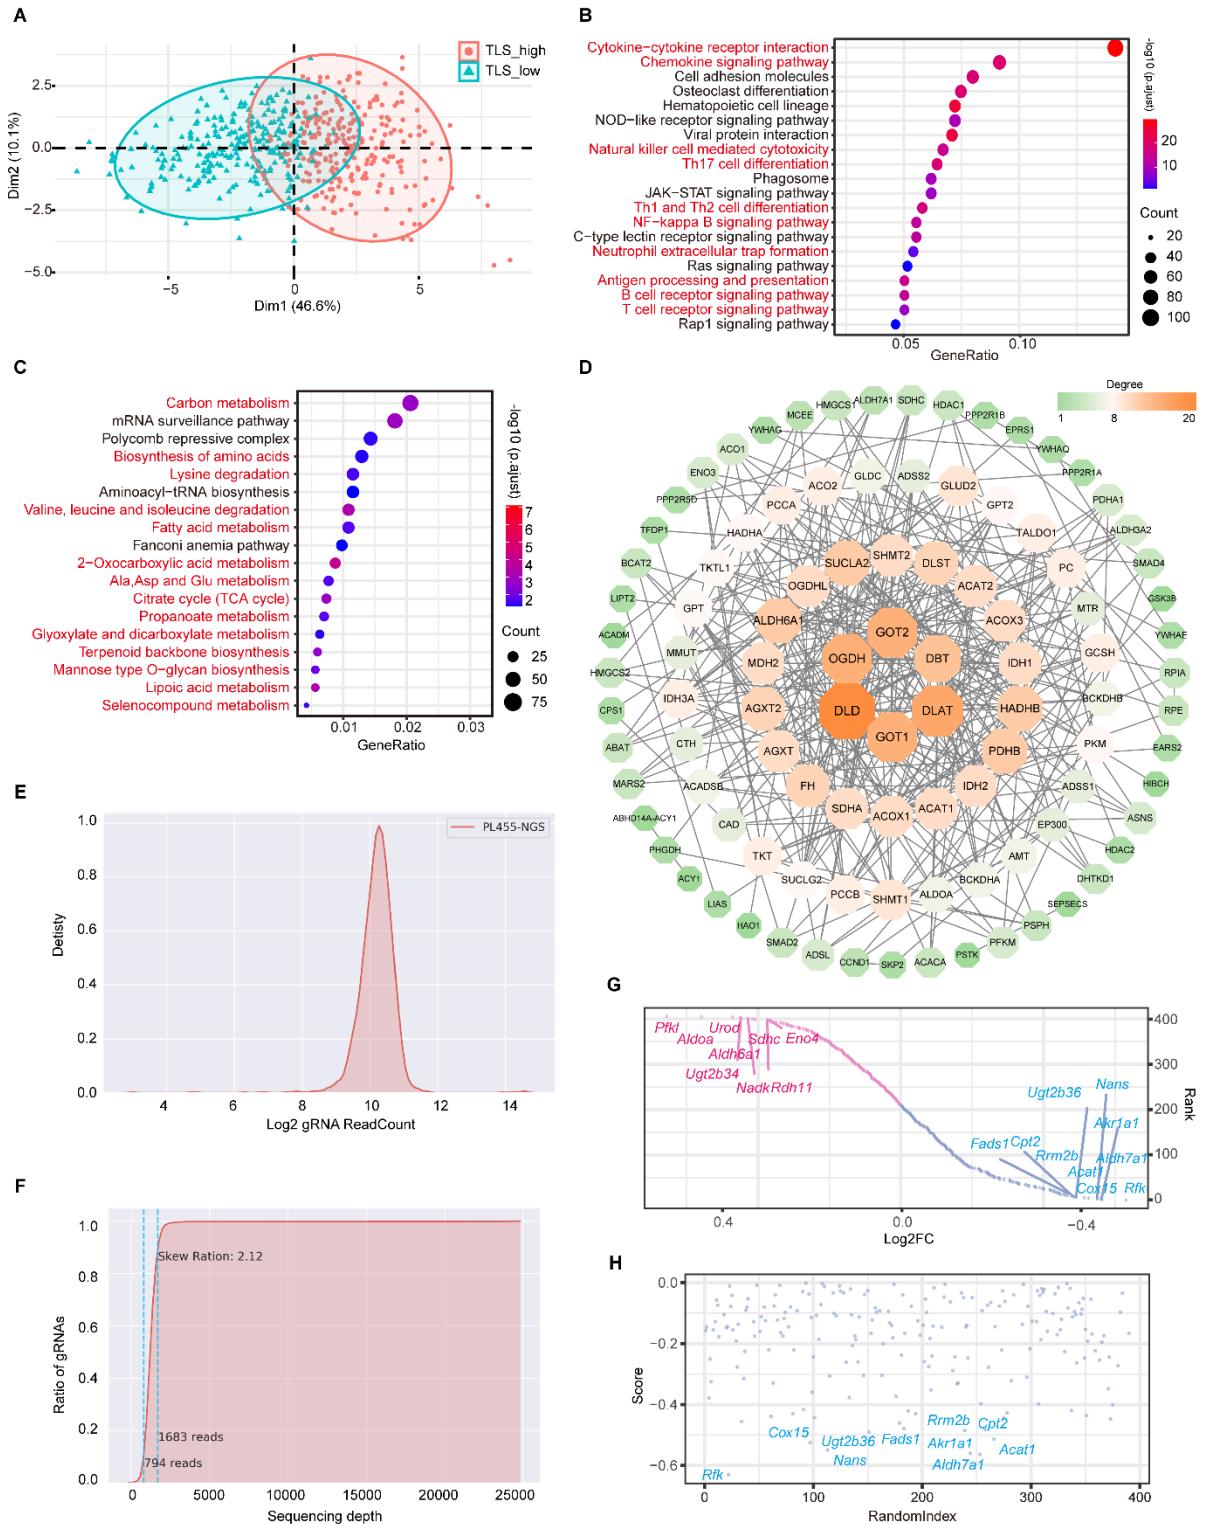 A
TLS_high
TLS_low
2.5
0.0
−2.5
−5.0
−5
0
5
Dim2 (10.1%)
Dim1 (46.6%)
B
Cytokine−cytokine receptor interaction
Chemokine signaling pathway
Cell adhesion molecules
Osteoclast differentiation
Hematopoietic cell lineage
NOD−like receptor signaling pathway
Viral protein interaction
Natural killer cell mediated cytotoxicity
Th17 cell differentiation
Phagosome
JAK−STAT signaling pathway
Th1 and Th2 cell differentiation
NF−kappa B signaling pathway
C−type lectin receptor signaling pathway
Neutrophil extracellular trap formation
Ras signaling pathway
Antigen processing and presentation
B cell receptor signaling pathway
T cell receptor signaling pathway
Rap1 signaling pathway
0.05
0.10
GeneRatio
-log10 (p.ajust)
20
10
Count
20
40
60
80
100
C
Carbon metabolism
mRNA surveillance pathway
Polycomb repressive complex
Biosynthesis of amino acids
Lysine degradation
Aminoacyl−tRNA biosynthesis
Valine, leucine and isoleucine degradation
Fatty acid metabolism
Fanconi anemia pathway
2−Oxocarboxylic acid metabolism
Ala,Asp and Glu metabolism
Citrate cycle (TCA cycle)
Propanoate metabolism
Glyoxylate and dicarboxylate metabolism
Terpenoid backbone biosynthesis
Mannose type O−glycan biosynthesis
Lipoic acid metabolism
Selenocompound metabolism
0.01
0.02
0.03
GeneRatio
-log10 (p.ajust)
7
6
5
4
3
2
Count
25
50
75
D
Degree
1
8
20
HMGCS1
ALDH7A1
SDHC
HDAC1
PPP2R1B
EPRS1
YWHAQ
PPP2R1A
PDHA1
ALDH3A2
SMAD4
GSK3B
YWHAE
RPIA
RPE
EARS2
HIBCH
ASNS
HDAC2
DHTKD1
SEPSECS
PSPH
PFKM
PSTK
ACACA
SKP2
CCND1
ADSL
SMAD2
HAO1
LIAS
ACY1
PHGDH
ABHD14A-ACY1
MARS2
ABAT
CPS1
HMGCS2
ACADM
LIPT2
BCAT2
TFDP1
PPP2R5D
ENO3
ACO1
YWHAG
MCEE
ACO2
GLDC
ADSS2
GLUD2
GPT2
TALDO1
PC
MTR
GCSH
BCKDHB
PKM
ADSS1
EP300
AMT
BCKDHA
ALDOA
SHMT1
PCCB
SUCLG2
TKT
CAD
ACADSB
CTH
IDH3A
MMUT
GPT
TKTL1
HADHA
PCCA
SUCLA2
SHMT2
DLST
ACAT2
ACOX3
IDH1
HADHB
PDHB
IDH2
ACAT1
ACOX1
SDHA
FH
AGXT
AGXT2
MDH2
ALDH6A1
OGDHL
GOT2
OGDH
DBT
DLD
DLAT
GOT1
E
PL455-NGS
1.0
0.8
0.6
0.4
0.2
0.0
Detisty
4
6
8
10
12
14
Log2 gRNA ReadCount
F
1.0
0.8
0.6
0.4
0.2
0.0
Ratio of gRNAs
Skew Ration: 2.12
1683 reads
794 reads
0
5000
10000
15000
20000
25000
Sequencing depth
G
Pfkl
Aldoa
Urod
Aldh6a1
Ugt2b34
Sdhc
Eno4
Nadk
Rdh11
Nans
Ugt2b36
Akr1a1
Fads1
Cpt2
Rrm2b
Aldh7a1
Acat1
Cox15
Rfk
400
300
200
100
0
Rank
0.4
0.0
−0.4
Log2FC
H
0.0
−0.2
−0.4
−0.6
Score
Cox15
Ugt2b36
Nans
Fads1
Rrm2b
Cpt2
Akr1a1
Acat1
Aldh7a1
Rfk
0
100
200
300
400
RandomIndex